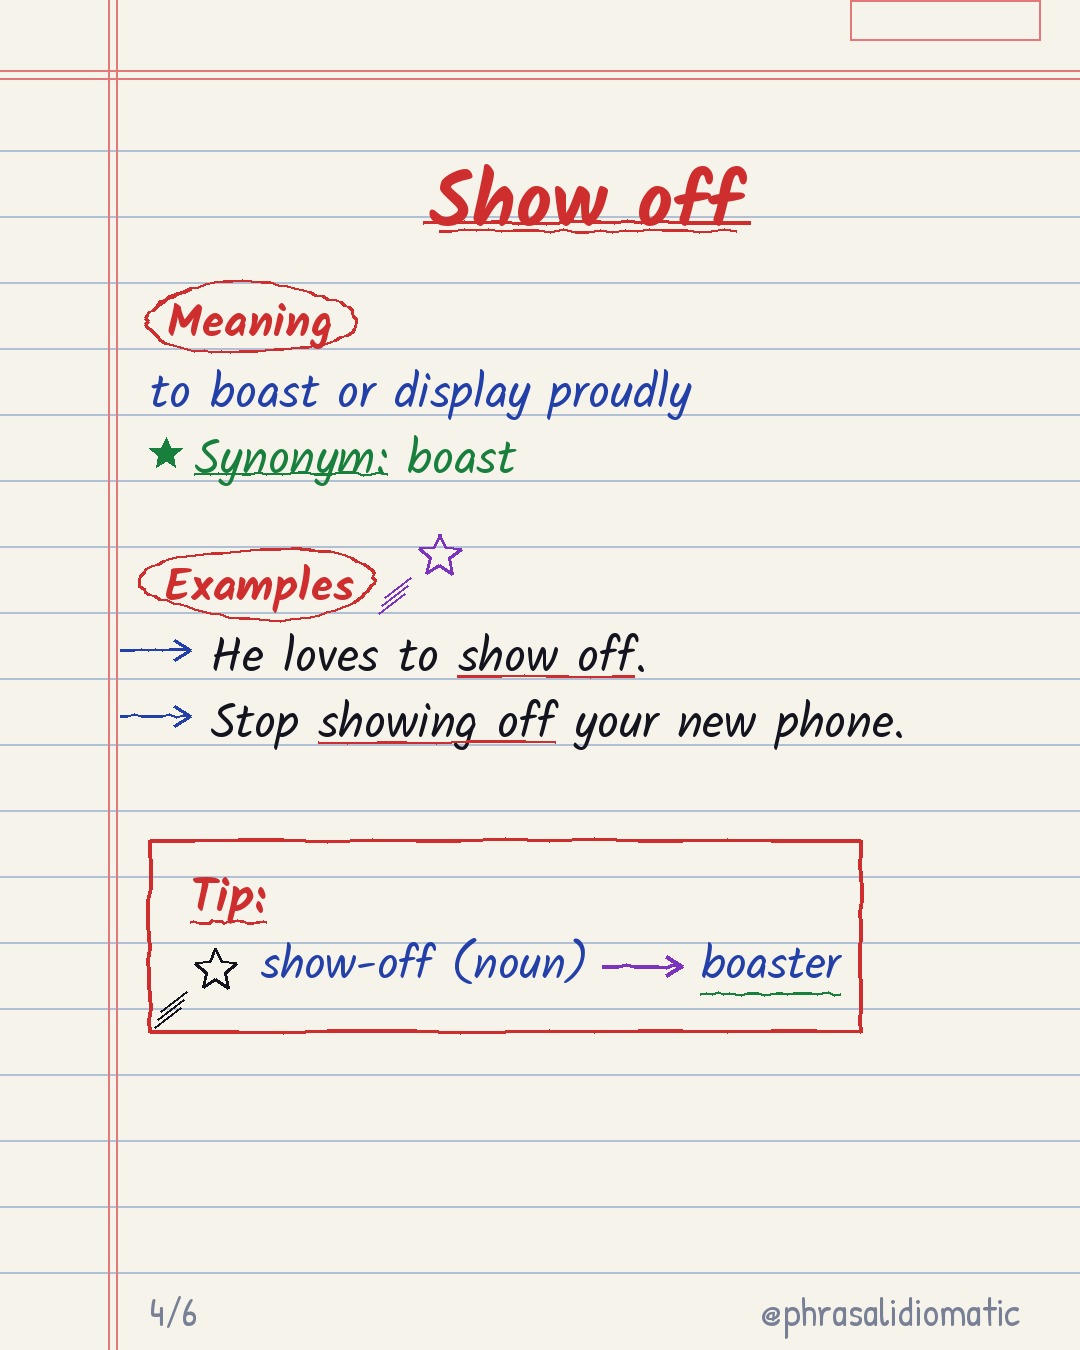 Show off
Meaning
to boast or display proudly
Synonym: boast
Examples
He loves to show off.
Stop showing off your new phone.
Tip:
show-off (noun) → boaster
4/6
@phrasalidiomatic